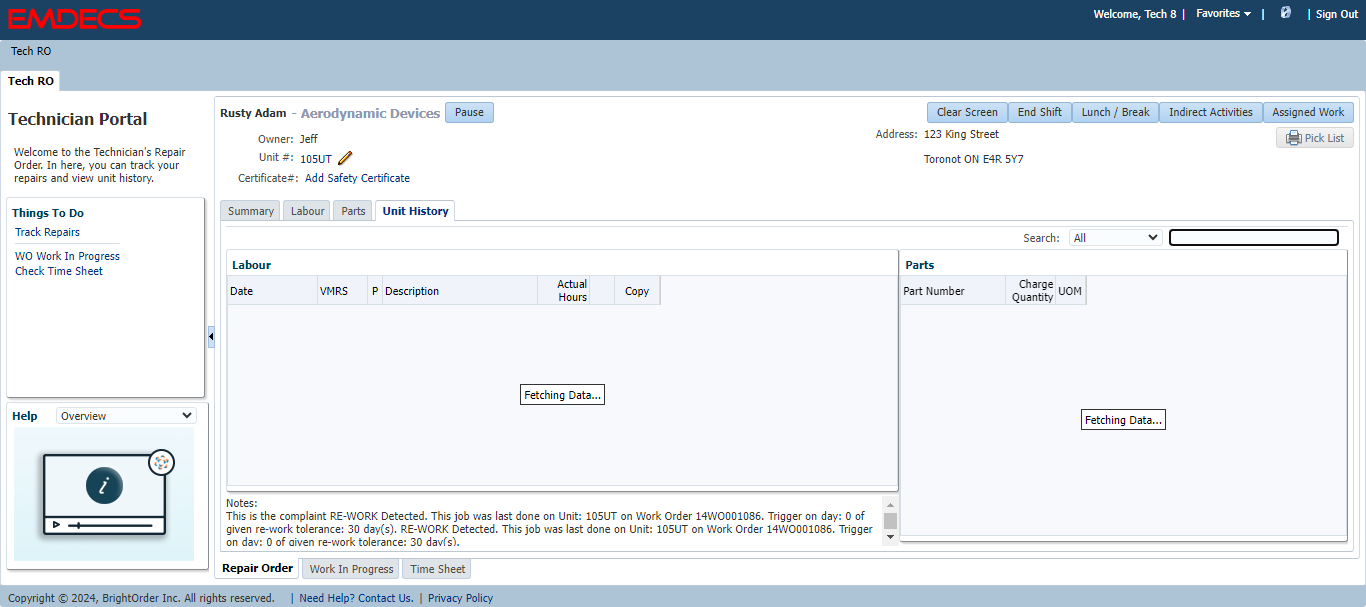 EMDECS
Welcome, Tech 8 | Favorites | | Sign Out
Tech RO
Tech RO
Technician Portal
Welcome to the Technician's Repair
Order. In here, you can track your
repairs and view unit history.
Things To Do
Track Repairs
WO Work In Progress
Check Time Sheet
Help Overview
i
Rusty Adam - Aerodynamic Devices Pause
Clear Screen End Shift Lunch / Break Indirect Activities Assigned Work
Owner: Jeff
Unit #: 105UT
Certificate#: Add Safety Certificate
Address: 123 King Street
Toronot ON E4R 5Y7
Pick List
Summary Labour Parts Unit History
Search: All
Labour
Date VMRS P Description Actual Hours Copy
Fetching Data...
Parts
Part Number Charge Quantity UOM
Fetching Data...
Notes:
This is the complaint RE-WORK Detected. This job was last done on Unit: 105UT on Work Order 14WO001086. Trigger on day: 0 of
given re-work tolerance: 30 day(s). RE-WORK Detected. This job was last done on Unit: 105UT on Work Order 14WO001086. Trigger
on day: 0 of given re-work tolerance: 30 day(s).
Repair Order Work In Progress Time Sheet
Copyright © 2024, BrightOrder Inc. All rights reserved. | Need Help? Contact Us. | Privacy Policy